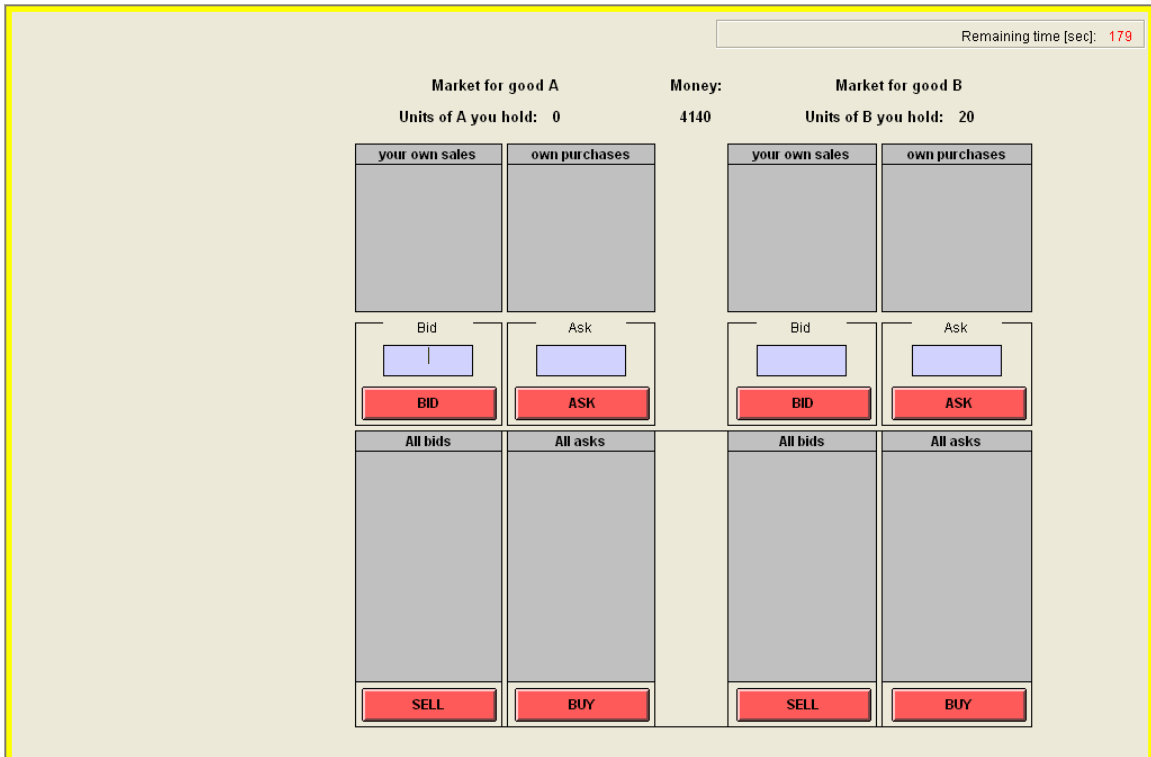 Remaining time [sec]: 179
Market for good A Money: Market for good B
Units of A you hold: 0 4140 Units of B you hold: 20
your own sales own purchases your own sales own purchases
Bid Ask Bid Ask
BID ASK BID ASK
All bids All asks All bids All asks
SELL BUY SELL BUY